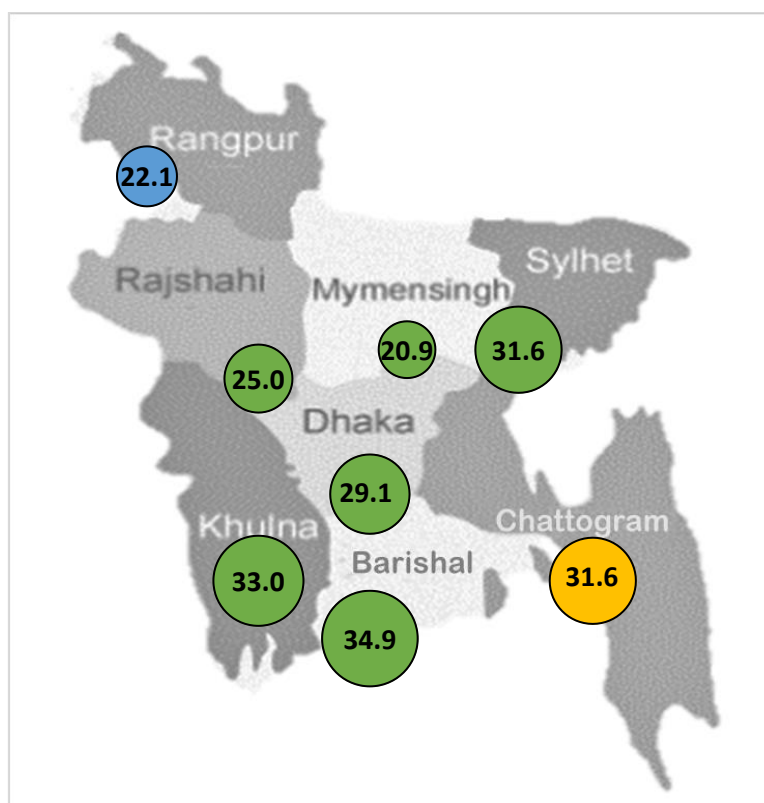 Rangpur
22.1
Sylhet
Rajshahi
Mymensingh
20.9
31.6
25.0
Dhaka
29.1
Chattogram
Khulna
Barishal
33.0
31.6
34.9